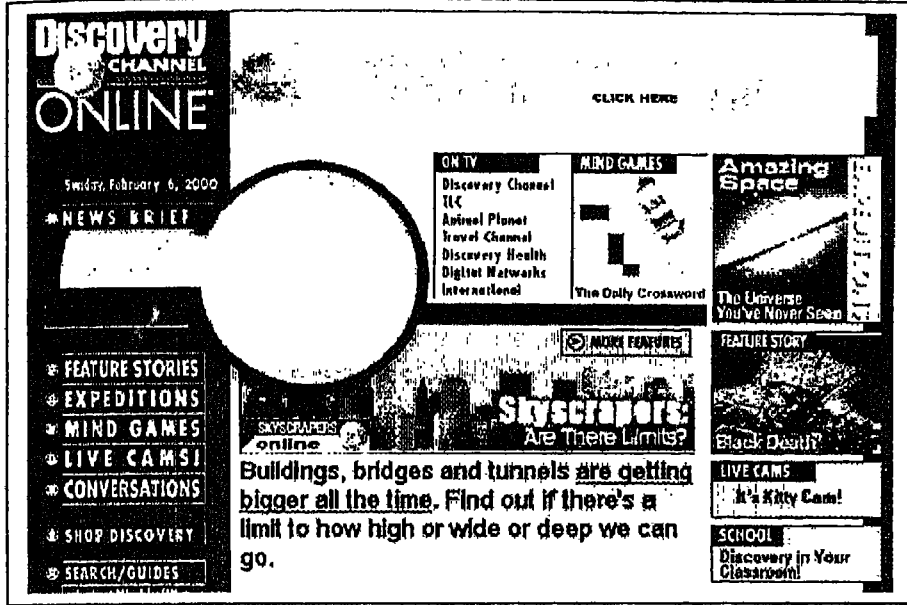 Discovery
CHANNEL
ONLINE
CLICK HERE
Sunday, February 6, 2000
NEWS BRIEF
FEATURE STORIES
EXPEDITIONS
MIND GAMES
LIVE CAMS!
CONVERSATIONS
SHOP DISCOVERY
SEARCH/GUIDES
ON TV
Discovery Channel
TLC
Animal Planet
Travel Channel
Discovery Health
Digital Networks
International
MIND GAMES
The Daily Crossword
Amazing
Space
The Universe
You've Never Seen
MORE FEATURES
Skyscrapers:
Are There Limits?
SKYSCRAPERS
online
Buildings, bridges and tunnels are getting
bigger all the time. Find out if there's a
limit to how high or wide or deep we can
go.
FEATURE STORY
Black Death?
LIVE CAMS
It's Kitty Cam!
SCHOOL
Discovery in Your
Classroom!